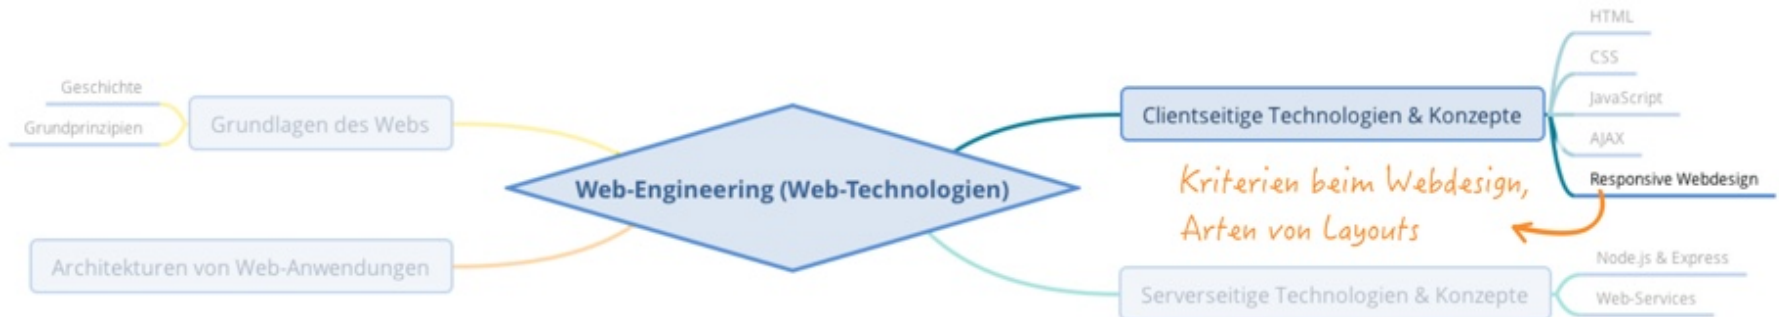 Geschichte
Grundprinzipien
Grundlagen des Webs
Architekturen von Web-Anwendungen
Web-Engineering (Web-Technologien)
Clientseitige Technologien & Konzepte
HTML
CSS
JavaScript
AJAX
Responsive Webdesign
Kriterien beim Webdesign,
Arten von Layouts
Serverseitige Technologien & Konzepte
Node.js & Express
Web-Services